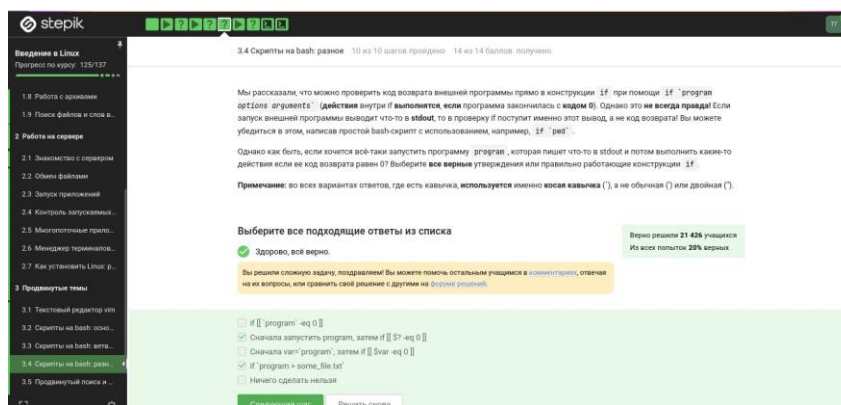 stepik
Введение в Linux
Прогресс по курсу: 125/137
1.8 Работа с архивами
1.9 Поиск файлов и слов в...
2 Работа на сервере
2.1 Знакомство с сервером
2.2 Обмен файлами
2.3 Запуск приложений
2.4 Контроль запускаемых...
2.5 Многопоточные прило...
2.6 Менеджер терминалов...
2.7 Как установить Linux: р...
3 Продвинутые темы
3.1 Текстовый редактор vim
3.2 Скрипты на bash: осно...
3.3 Скрипты на bash: ветв...
3.4 Скрипты на bash: разн...
3.5 Продвинутый поиск и ...
3.4 Скрипты на bash: разное 10 из 10 шагов пройдено 14 из 14 баллов получено
Мы рассказали, что можно проверить код возврата внешней программы прямо в конструкции if при помощи if `program
options arguments` (действия внутри if выполнятся, если программа закончилась с кодом 0). Однако это не всегда правда! Если
запуск внешней программы выводит что-то в stdout, то в проверку if поступит именно этот вывод, а не код возврата! Вы можете
убедиться в этом, написав простой bash-скрипт с использованием, например, if `pwd` .
Однако как быть, если хочется всё-таки запустить программу program , которая пишет что-то в stdout и потом выполнить какие-то
действия если ее код возврата равен 0? Выберите все верные утверждения или правильно работающие конструкции if .
Примечание: во всех вариантах ответов, где есть кавычка, используется именно косая кавычка (`), а не обычная (') или двойная (").
Выберите все подходящие ответы из списка
Верно решили 21 426 учащихся
Из всех попыток 20% верных
Здорово, всё верно.
Вы решили сложную задачу, поздравляем! Вы можете помочь остальным учащимся в комментариях, отвечая
на их вопросы, или сравнить своё решение с другими на форуме решений.
if [[ `program` -eq 0 ]]
Сначала запустить program, затем if [[ $? -eq 0 ]]
Сначала var=`program`, затем if [[ $var -eq 0 ]]
if `program > some_file.txt`
Ничего сделать нельзя
Следующий шаг Решить снова